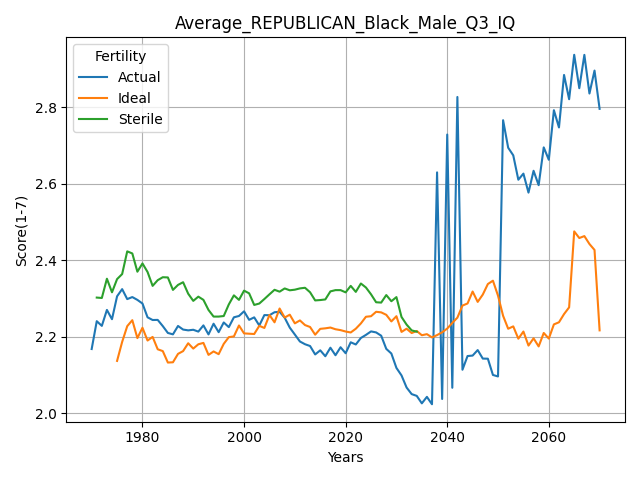 Average_REPUBLICAN_Black_Male_Q3_IQ
Fertility
Actual
Ideal
Sterile
Score(1-7)
2.8
2.6
2.4
2.2
2.0
1980
2000
2020
2040
2060
Years